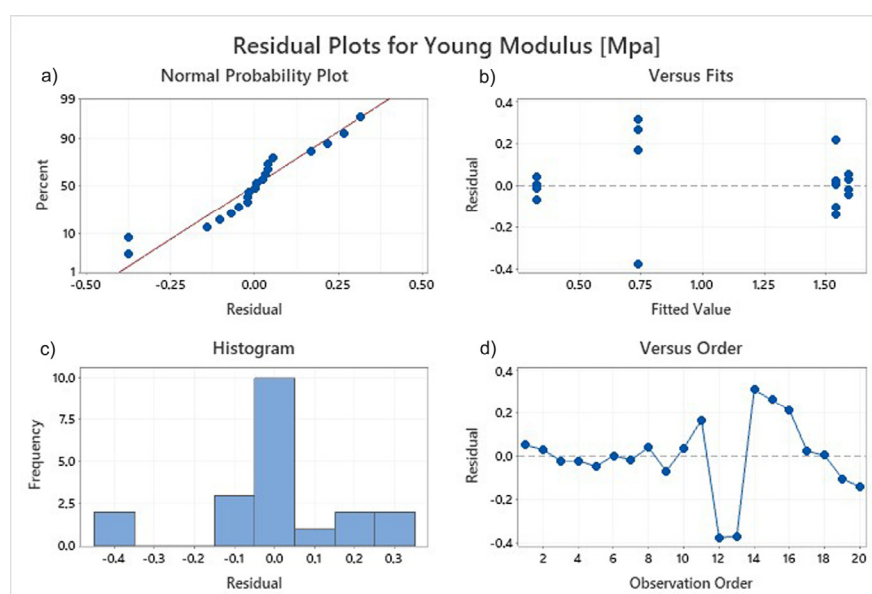 Residual Plots for Young Modulus [Mpa]
a)
Normal Probability Plot
99
90
50
10
1
Percent
-0.50
-0.25
0.00
0.25
0.50
Residual
b)
Versus Fits
0.4
0.2
0.0
-0.2
-0.4
Residual
0.50
0.75
1.00
1.25
1.50
Fitted Value
c)
Histogram
10.0
7.5
5.0
2.5
0.0
Frequency
-0.4
-0.3
-0.2
-0.1
0.0
0.1
0.2
0.3
Residual
d)
Versus Order
0.4
0.2
0.0
-0.2
-0.4
Residual
2
4
6
8
10
12
14
16
18
20
Observation Order